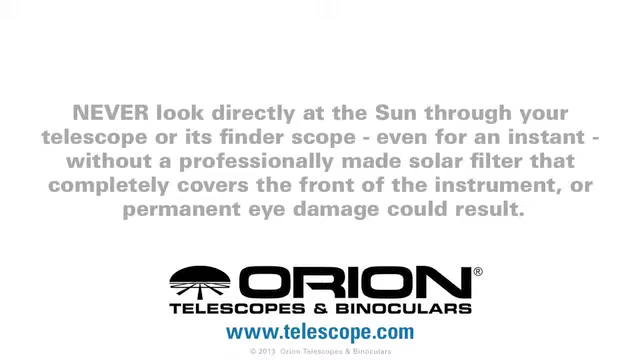 NEVER look directly at the Sun through your
telescope or its finder scope - even for an instant -
without a professionally made solar filter that
completely covers the front of the instrument, or
permanent eye damage could result.
ORION®
TELESCOPES & BINOCULARS
www.telescope.com
© 2013 Orion Telescopes & Binoculars